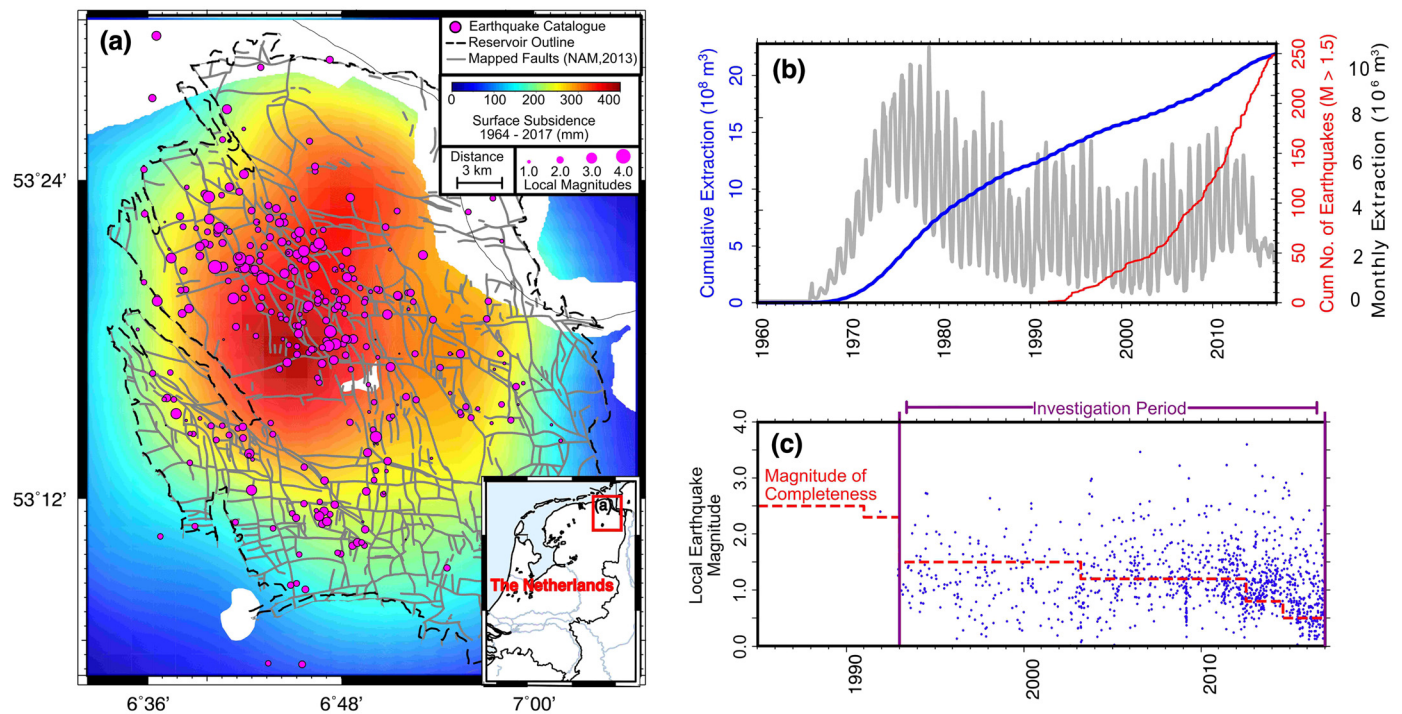 (a)
Earthquake Catalogue
Reservoir Outline
Mapped Faults (NAM,2013)
0 100 200 300 400
Surface Subsidence
1964 - 2017 (mm)
Distance
3 km
1.0 2.0 3.0 4.0
Local Magnitudes
53˚24'
53˚12'
6˚36' 6˚48' 7˚00'
(a)
The Netherlands
(b)
Cumulative Extraction (10⁸ m³)
20
15
10
5
0
1960 1970 1980 1990 2000 2010
250
200
150
100
50
0
Cum No. of Earthquakes (M > 1.5)
10
8
6
4
2
0
Monthly Extraction (10⁶ m³)
Investigation Period
(c)
Magnitude of
Completeness
Local Earthquake
Magnitude
4.0
3.0
2.0
1.0
0.0
1990 2000 2010